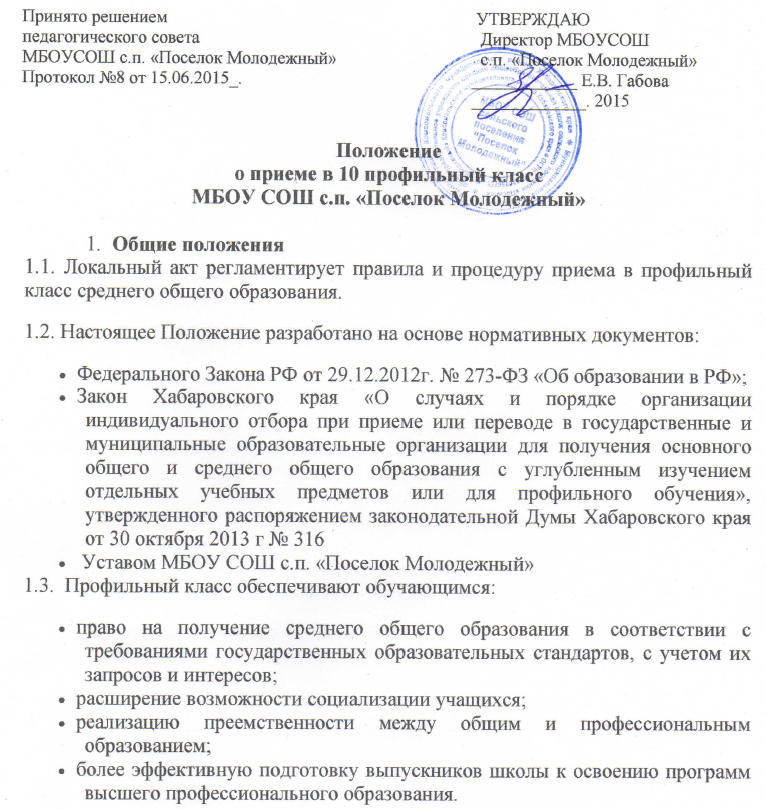 Принято решением
педагогического совета
МБОУСОШ с.п. «Поселок Молодежный»
Протокол №8 от 15.06.2015_.
УТВЕРЖДАЮ
Директор МБОУСОШ
с.п. «Поселок Молодежный»
____________ Е.В. Габова
____________. 2015
МБОУ СОШ
сельского
поселения
"Поселок
Молодежный"
Положение
о приеме в 10 профильный класс
МБОУ СОШ с.п. «Поселок Молодежный»
1. Общие положения
1.1. Локальный акт регламентирует правила и процедуру приема в профильный
класс среднего общего образования.
1.2. Настоящее Положение разработано на основе нормативных документов:
• Федерального Закона РФ от 29.12.2012г. № 273-ФЗ «Об образовании в РФ»;
• Закон Хабаровского края «О случаях и порядке организации
индивидуального отбора при приеме или переводе в государственные и
муниципальные образовательные организации для получения основного
общего и среднего общего образования с углубленным изучением
отдельных учебных предметов или для профильного обучения»,
утвержденного распоряжением законодательной Думы Хабаровского края
от 30 октября 2013 г № 316
• Уставом МБОУ СОШ с.п. «Поселок Молодежный»
1.3. Профильный класс обеспечивают обучающимся:
• право на получение среднего общего образования в соответствии с
требованиями государственных образовательных стандартов, с учетом их
запросов и интересов;
• расширение возможности социализации учащихся;
• реализацию преемственности между общим и профессиональным
образованием;
• более эффективную подготовку выпускников школы к освоению программ
высшего профессионального образования.